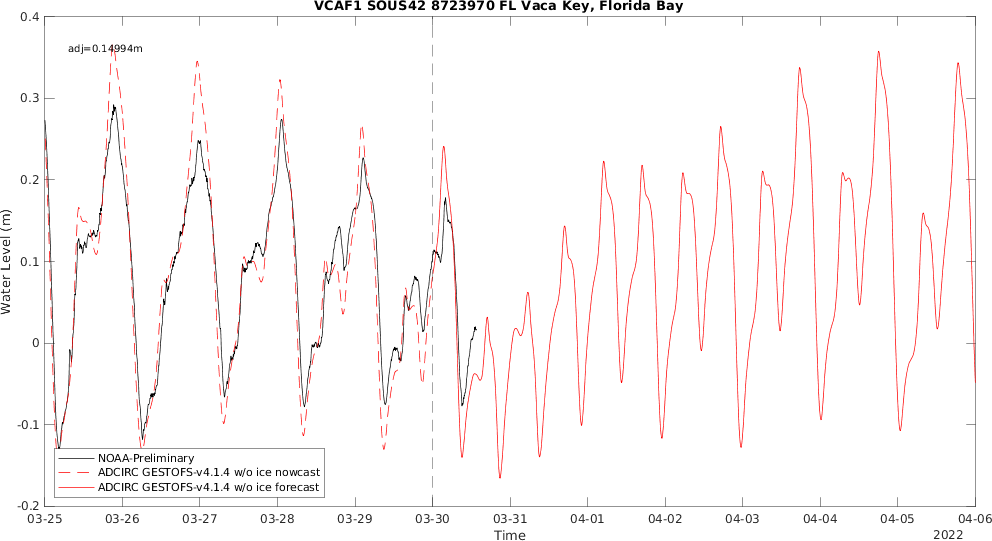 VCAF1 SOUS42 8723970 FL Vaca Key, Florida Bay
adj=0.14994m
Water Level (m)
0.4
0.3
0.2
0.1
0
-0.1
-0.2
NOAA-Preliminary
ADCIRC GESTOFS-v4.1.4 w/o ice nowcast
ADCIRC GESTOFS-v4.1.4 w/o ice forecast
03-25 03-26 03-27 03-28 03-29 03-30 03-31 04-01 04-02 04-03 04-04 04-05 04-06
Time
2022